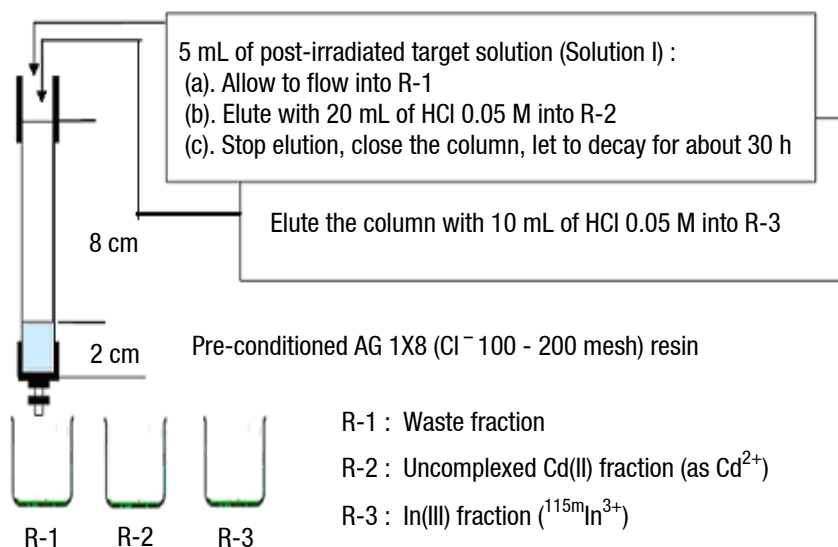 5 mL of post-irradiated target solution (Solution I) :
(a). Allow to flow into R-1
(b). Elute with 20 mL of HCl 0.05 M into R-2
(c). Stop elution, close the column, let to decay for about 30 h
Elute the column with 10 mL of HCl 0.05 M into R-3
8 cm
2 cm
Pre-conditioned AG 1X8 (Cl⁻ 100 - 200 mesh) resin
R-1 : Waste fraction
R-2 : Uncomplexed Cd(II) fraction (as Cd²⁺)
R-3 : In(III) fraction (¹¹⁵ᵐIn³⁺)
R-1 R-2 R-3